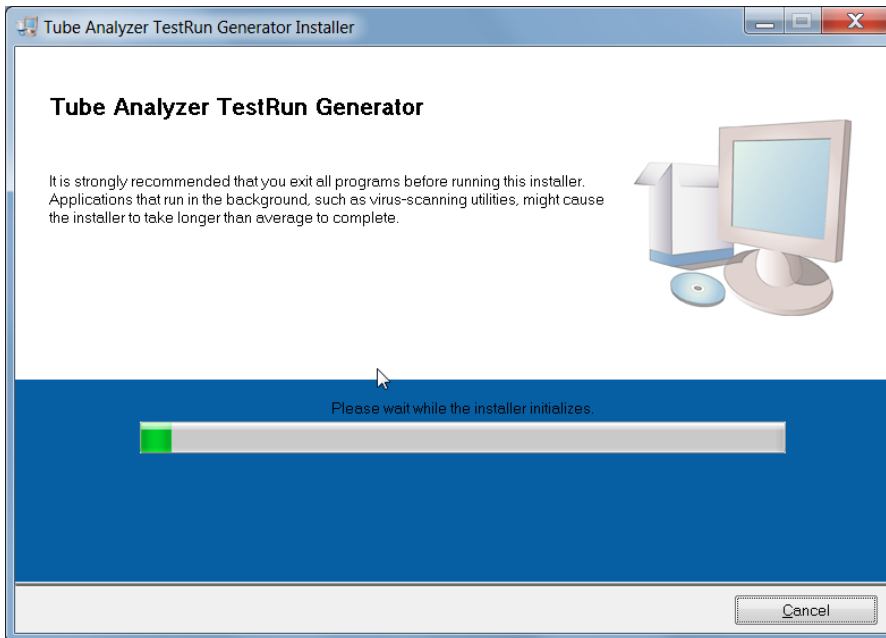 Tube Analyzer TestRun Generator Installer
Tube Analyzer TestRun Generator
It is strongly recommended that you exit all programs before running this installer.
Applications that run in the background, such as virus-scanning utilities, might cause
the installer to take longer than average to complete.
Please wait while the installer initializes.
Cancel